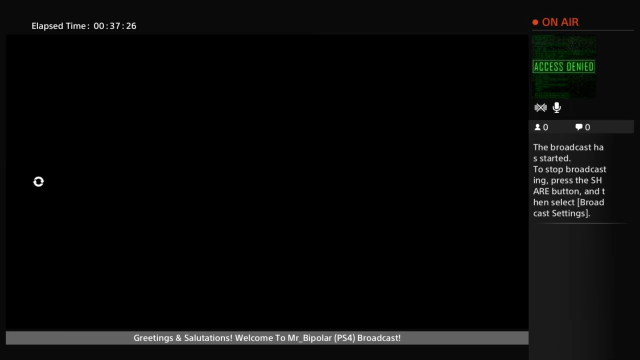 Elapsed Time: 00:37:26
ON AIR
ACCESS DENIED
0 0
The broadcast ha
s started.
To stop broadcast
ing, press the SH
ARE button, and t
hen select [Broad
cast Settings].
Greetings & Salutations! Welcome To Mr_Bipolar (PS4) Broadcast!